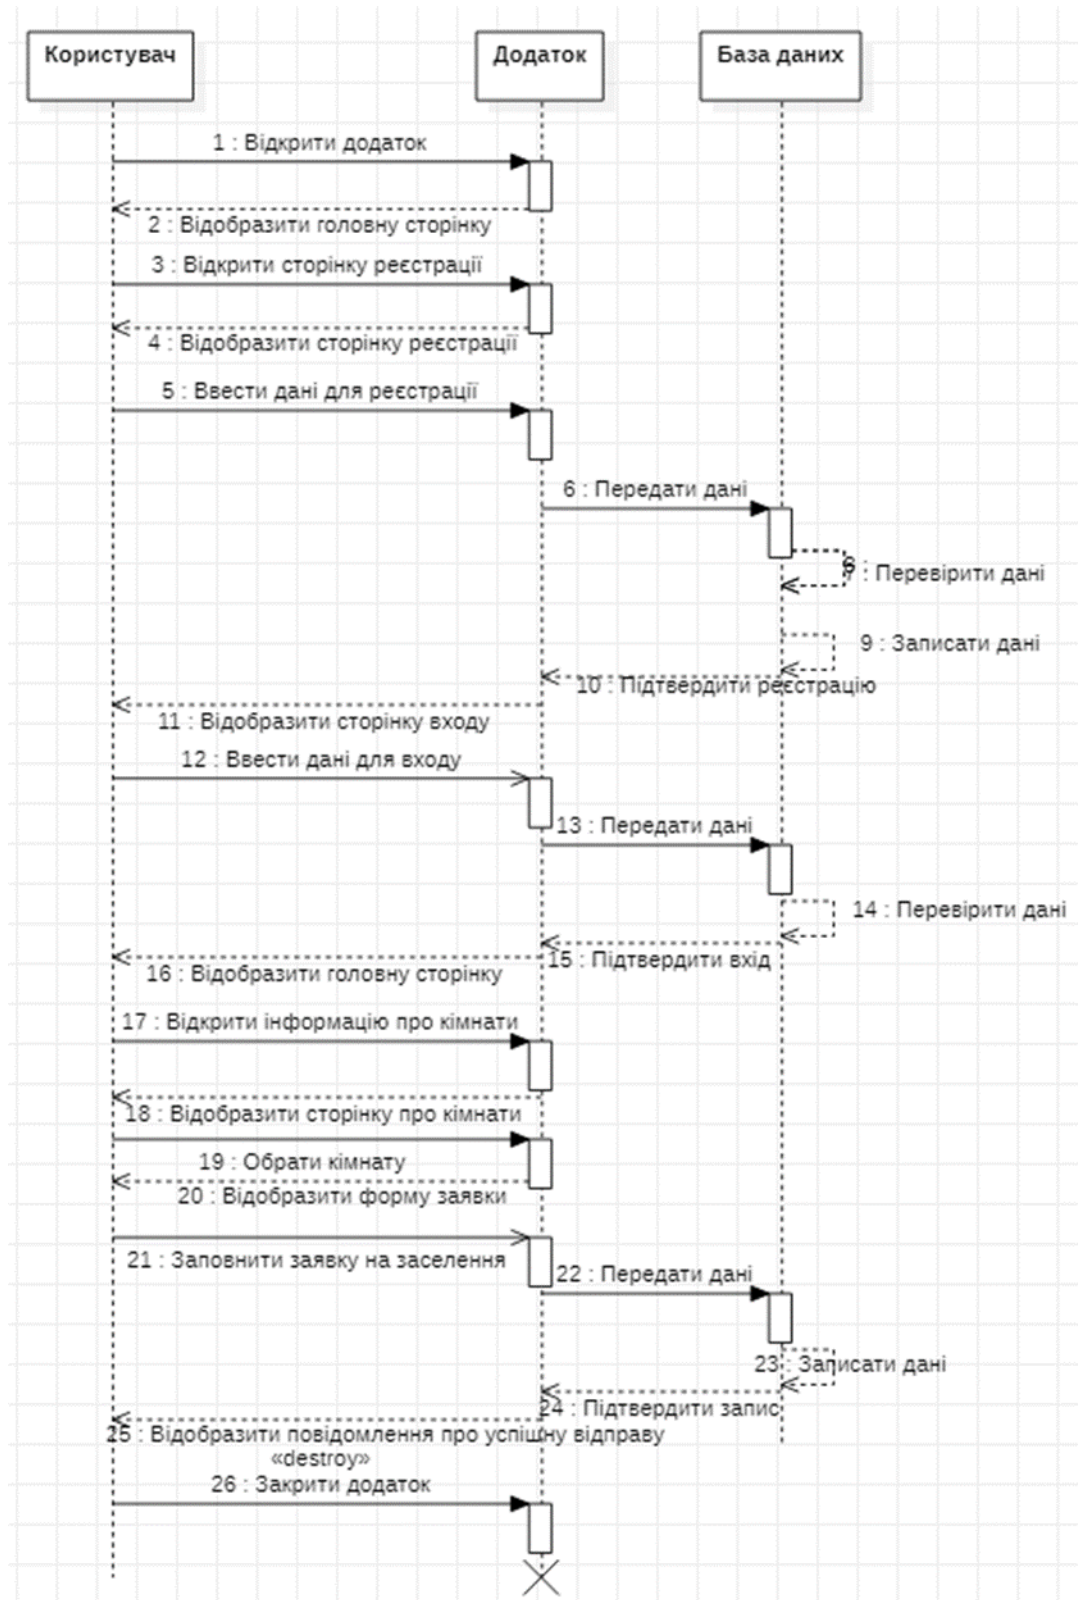 Користувач
Додаток
База даних
1 : Відкрити додаток
2 : Відобразити головну сторінку
3 : Відкрити сторінку реєстрації
4 : Відобразити сторінку реєстрації
5 : Ввести дані для реєстрації
6 : Передати дані
: Перевірити дані
9 : Записати дані
10 : Підтвердити реєстрацію
11 : Відобразити сторінку входу
12 : Ввести дані для входу
13 : Передати дані
14 : Перевірити дані
15 : Підтвердити вхід
16 : Відобразити головну сторінку
17 : Відкрити інформацію про кімнати
18 : Відобразити сторінку про кімнати
19 : Обрати кімнату
20 : Відобразити форму заявки
21 : Заповнити заявку на заселення
22 : Передати дані
23 : Записати дані
24 : Підтвердити запис
25 : Відобразити повідомлення про успішну відправу
«destroy»
26 : Закрити додаток